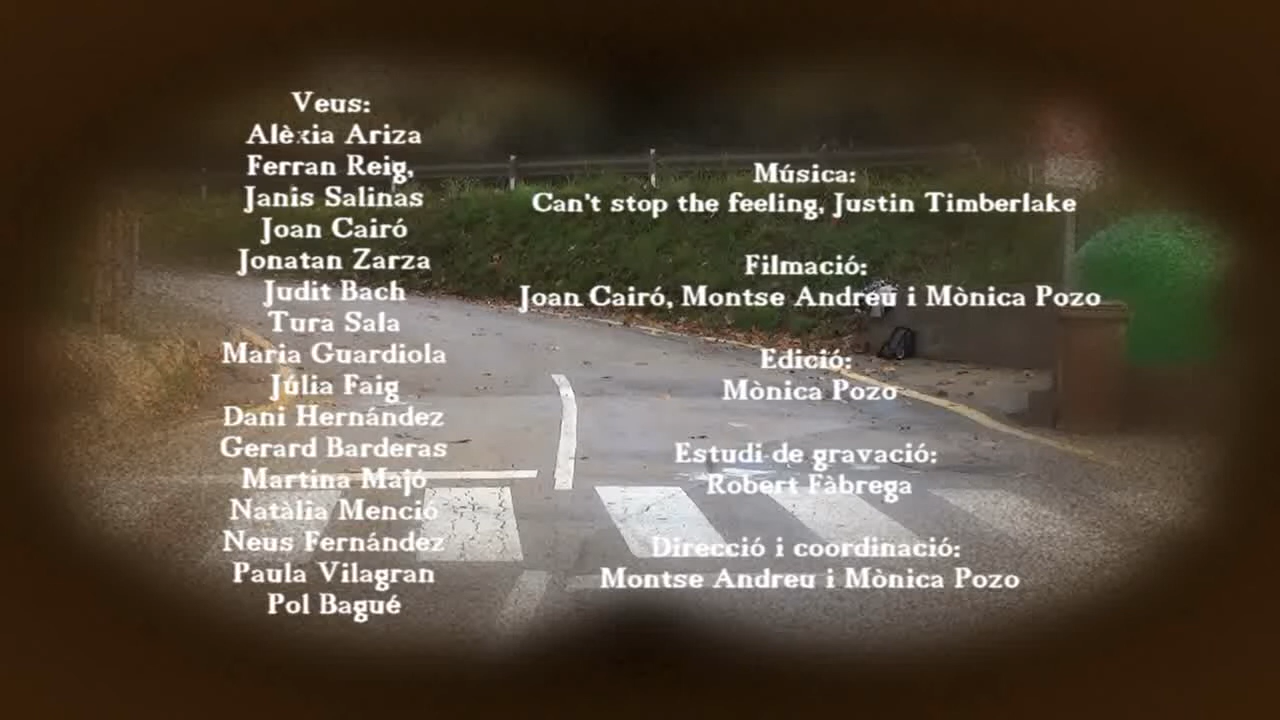 Veus:
Alèxia Ariza
Ferran Reig,
Janis Salinas
Joan Cairó
Jonatan Zarza
Judit Bach
Tura Sala
Maria Guardiola
Júlia Faig
Dani Hernández
Gerard Barderas
Martina Majó
Natàlia Menció
Neus Fernández
Paula Vilagran
Pol Bagué
Música:
Can't stop the feeling, Justin Timberlake
Filmació:
Joan Cairó, Montse Andreu i Mònica Pozo
Edició:
Mònica Pozo
Estudi de gravació:
Robert Fàbrega
Direcció i coordinació:
Montse Andreu i Mònica Pozo